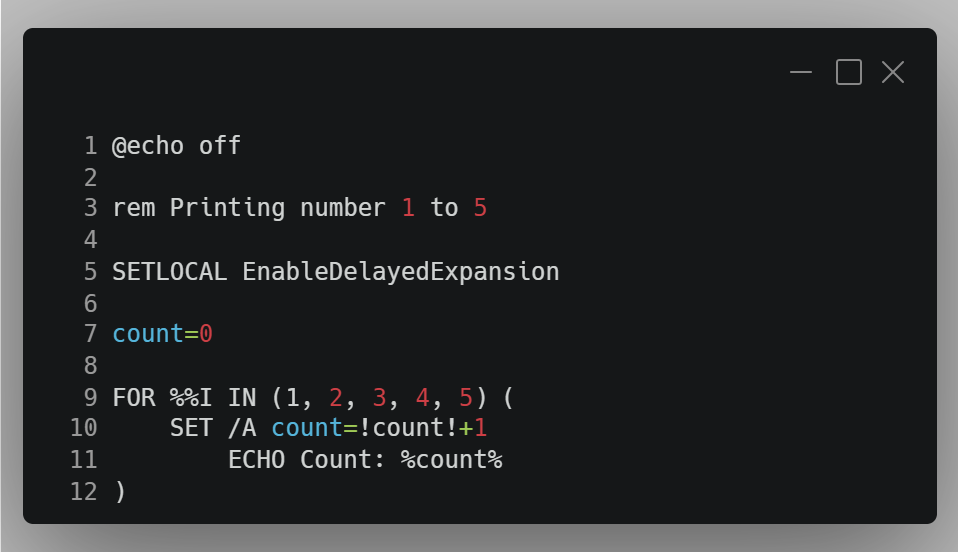 1 @echo off
2
3 rem Printing number 1 to 5
4
5 SETLOCAL EnableDelayedExpansion
6
7 count=0
8
9 FOR %%I IN (1, 2, 3, 4, 5) (
10     SET /A count=!count!+1
11         ECHO Count: %count%
12 )